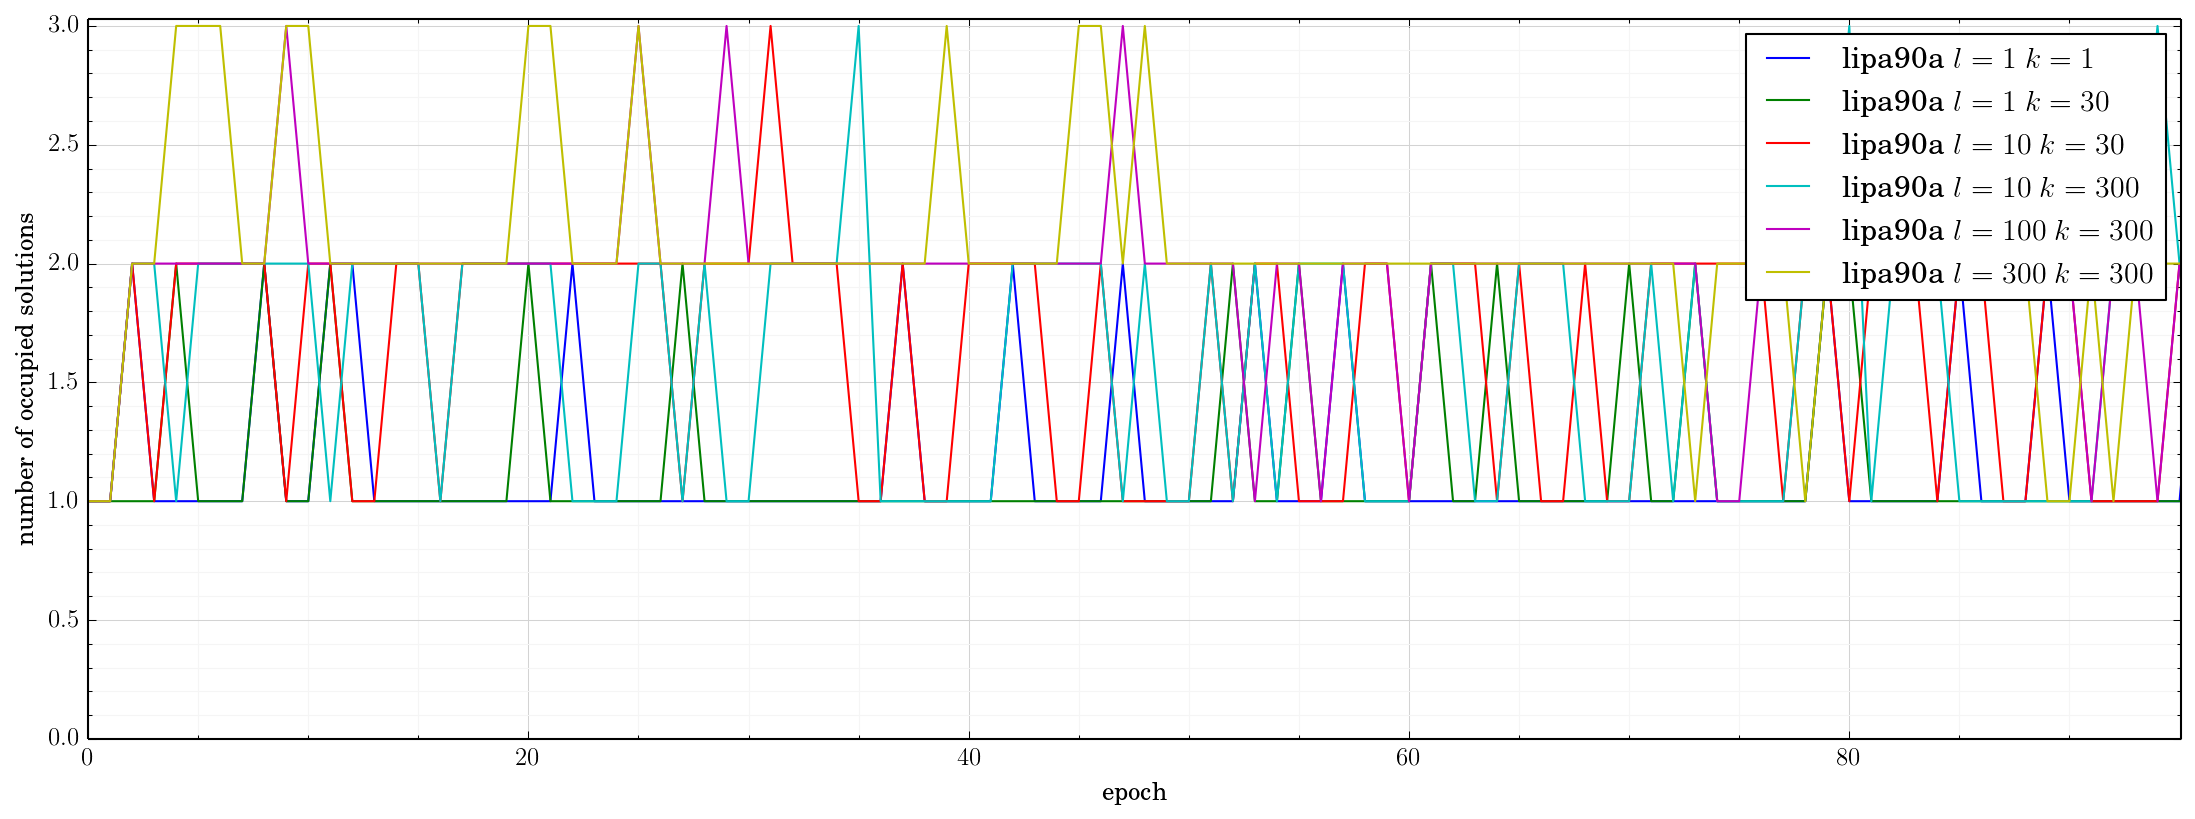 3.0
2.5
2.0
1.5
1.0
0.5
0.0
number of occupied solutions
0 20 40 60 80
epoch
lipa90a l = 1 k = 1
lipa90a l = 1 k = 30
lipa90a l = 10 k = 30
lipa90a l = 10 k = 300
lipa90a l = 100 k = 300
lipa90a l = 300 k = 300